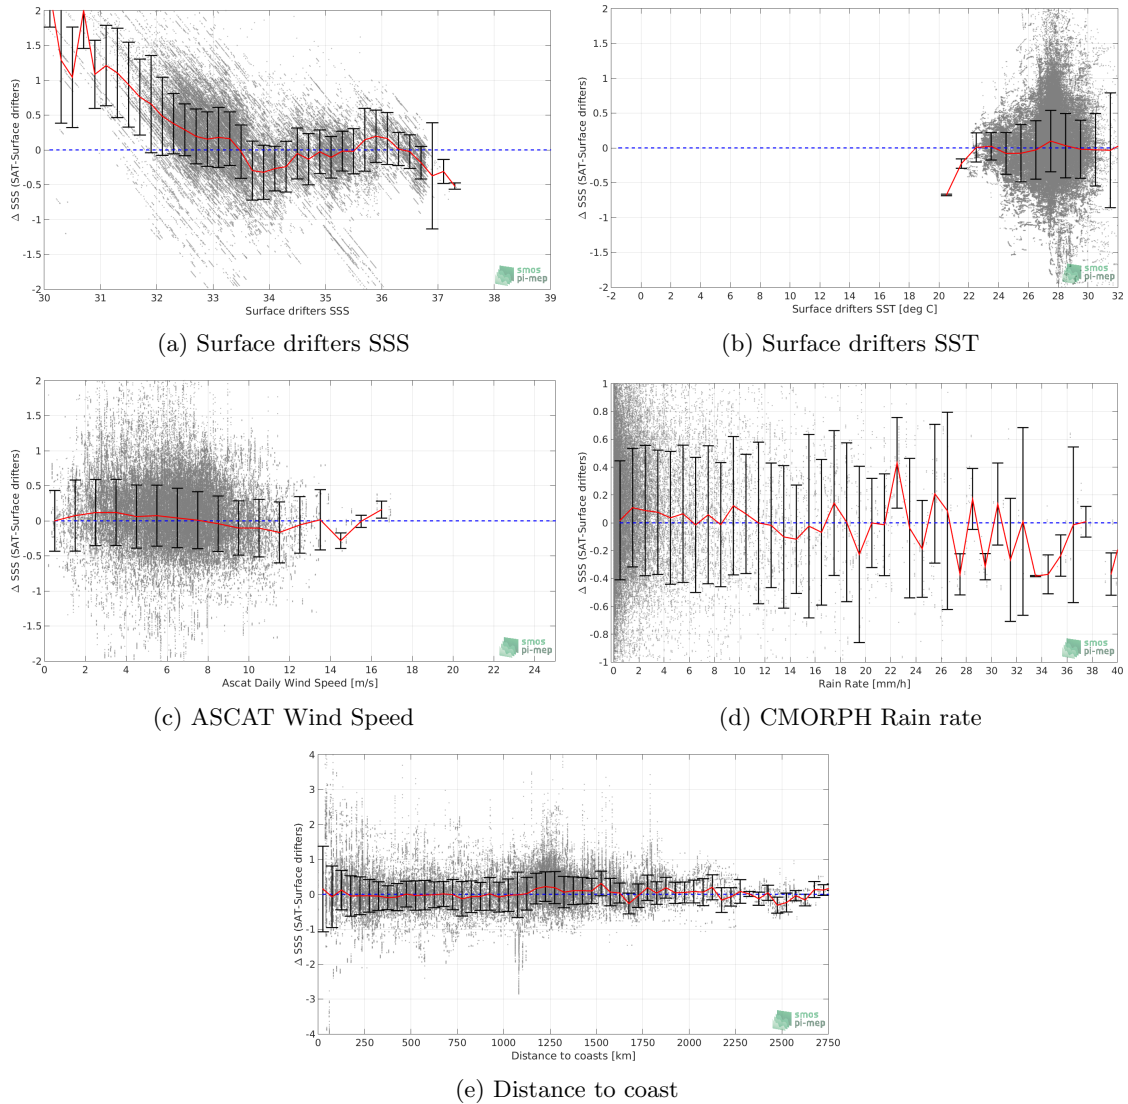 Δ SSS (SAT-Surface drifters)
2
1.5
1
0.5
0
-0.5
-1
-1.5
-2
30 31 32 33 34 35 36 37 38 39
Surface drifters SSS
smos
pi-mep
(a) Surface drifters SSS
Δ SSS (SAT-Surface drifters)
2
1.5
1
0.5
0
-0.5
-1
-1.5
-2
-2 0 2 4 6 8 10 12 14 16 18 20 22 24 26 28 30 32
Surface drifters SST [deg C]
smos
pi-mep
(b) Surface drifters SST
Δ SSS (SAT-Surface drifters)
2
1.5
1
0.5
0
-0.5
-1
-1.5
-2
0 2 4 6 8 10 12 14 16 18 20 22 24
Ascat Daily Wind Speed [m/s]
smos
pi-mep
(c) ASCAT Wind Speed
Δ SSS (SAT-Surface drifters)
1
0.8
0.6
0.4
0.2
0
-0.2
-0.4
-0.6
-0.8
-1
0 2 4 6 8 10 12 14 16 18 20 22 24 26 28 30 32 34 36 38 40
Rain Rate [mm/h]
smos
pi-mep
(d) CMORPH Rain rate
Δ SSS (SAT-Surface drifters)
4
3
2
1
0
-1
-2
-3
-4
0 250 500 750 1000 1250 1500 1750 2000 2250 2500 2750
Distance to coasts [km]
smos
pi-mep
(e) Distance to coast